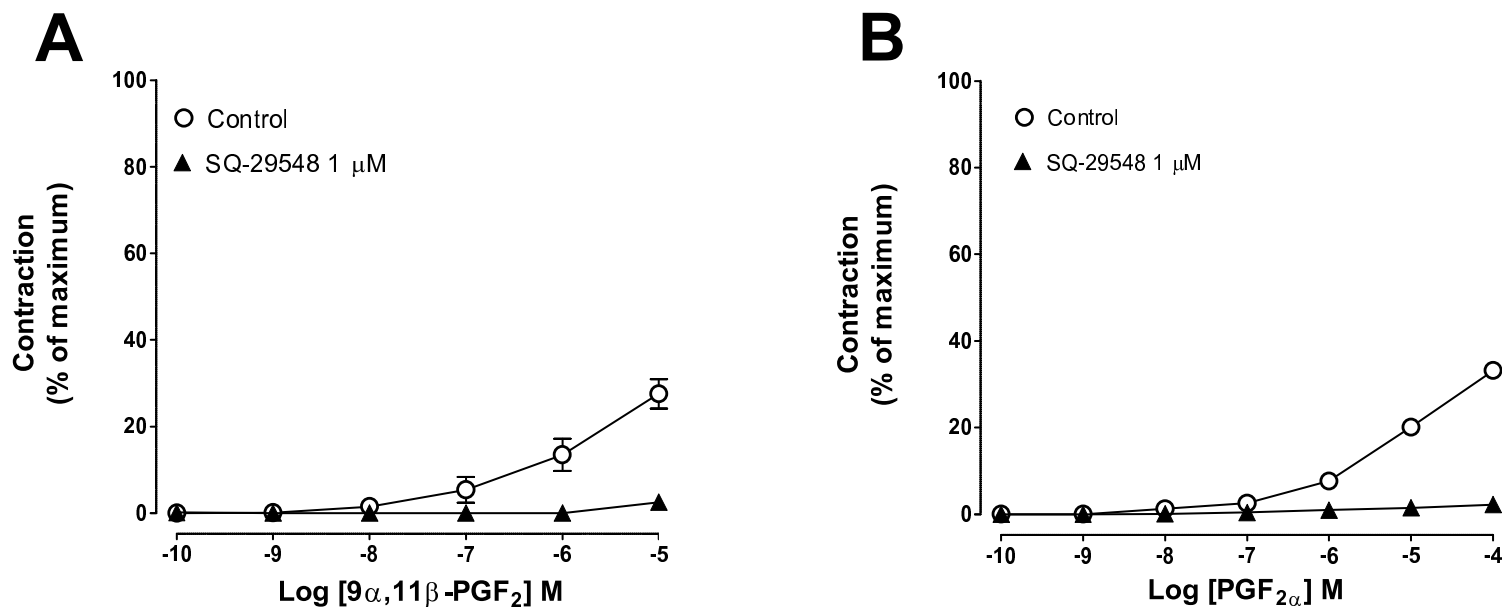 A
Contraction
(% of maximum)
100
80
60
40
20
0
Control
SQ-29548 1 μM
-10 -9 -8 -7 -6 -5
Log [9α,11β-PGF₂] M
B
Contraction
(% of maximum)
100
80
60
40
20
0
Control
SQ-29548 1 μM
-10 -9 -8 -7 -6 -5 -4
Log [PGF₂α] M